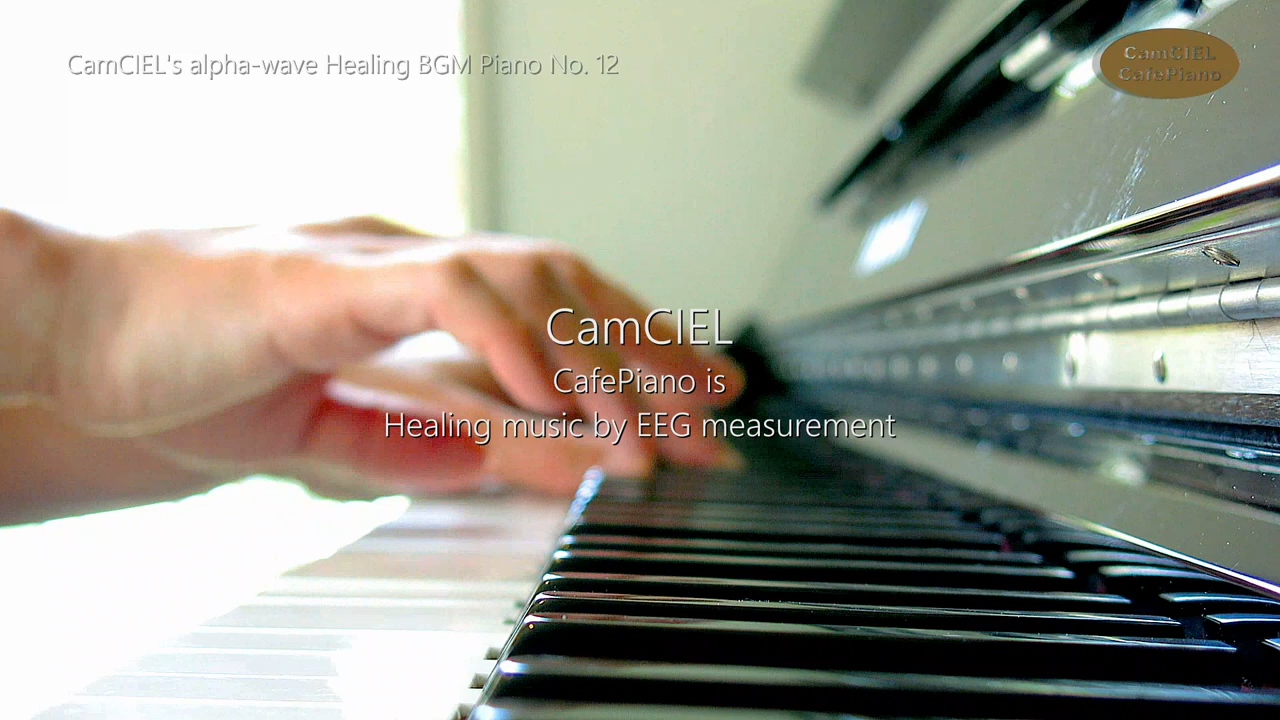 CamCIEL's alpha-wave Healing BGM Piano No. 12
CamCIEL
CafePiano
CamCIEL
CafePiano is
Healing music by EEG measurement